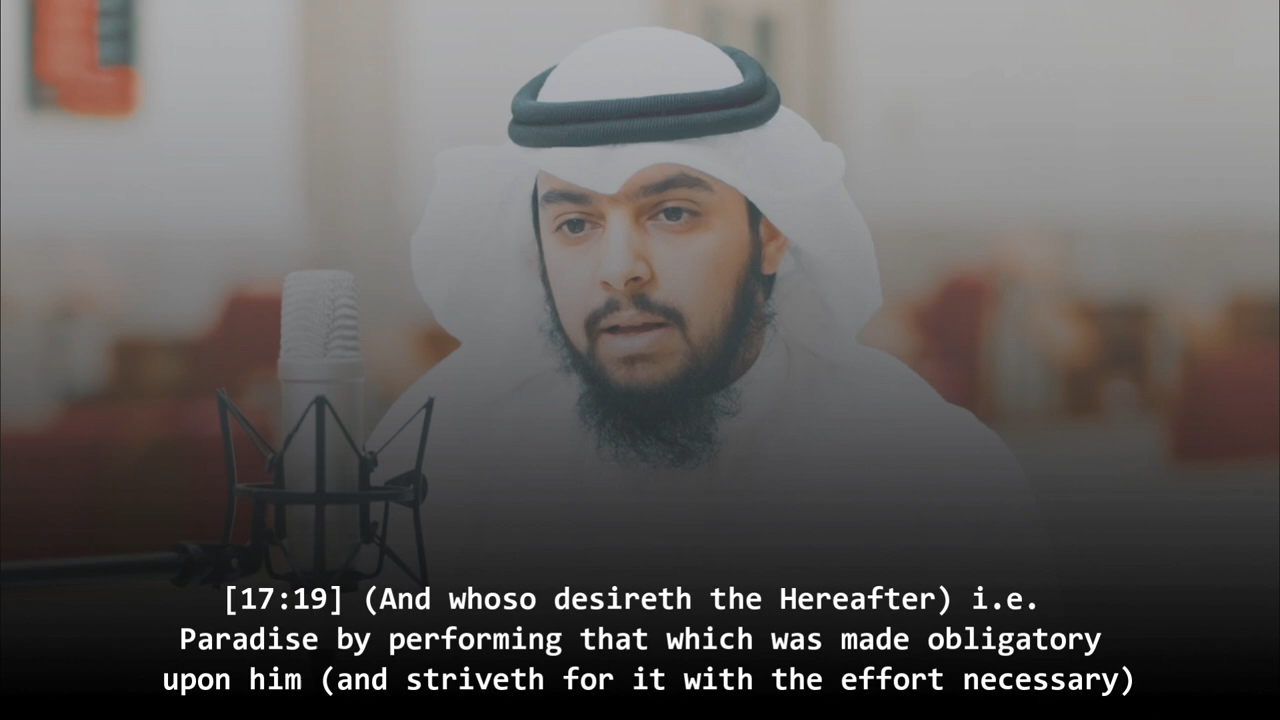 [17:19] (And whoso desireth the Hereafter) i.e.
Paradise by performing that which was made obligatory
upon him (and striveth for it with the effort necessary)